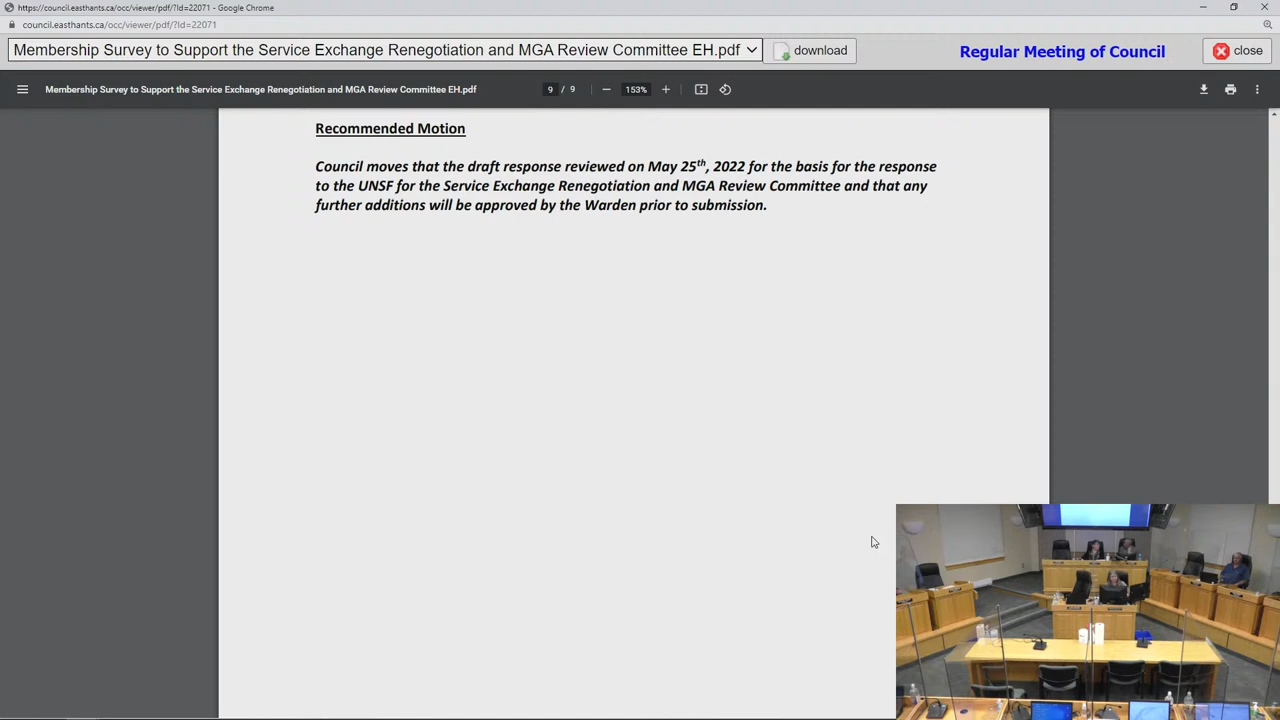 https://council.easthants.ca/occ/viewer/pdf/?Id=22071 - Google Chrome
council.easthants.ca/occ/viewer/pdf/?Id=22071
Membership Survey to Support the Service Exchange Renegotiation and MGA Review Committee EH.pdf
download
Regular Meeting of Council
close
Membership Survey to Support the Service Exchange Renegotiation and MGA Review Committee EH.pdf
9 / 9
153%
Recommended Motion
Council moves that the draft response reviewed on May 25th, 2022 for the basis for the response
to the UNSF for the Service Exchange Renegotiation and MGA Review Committee and that any
further additions will be approved by the Warden prior to submission.